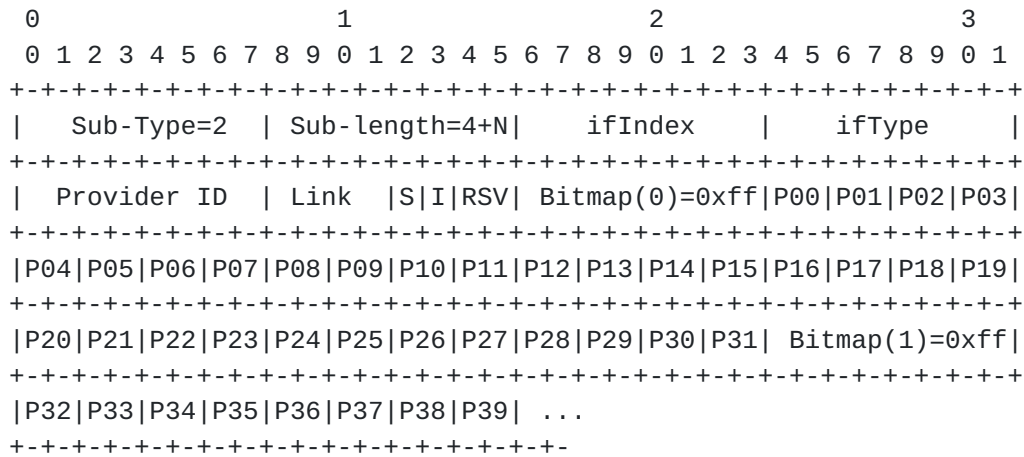 0                   1                   2                   3
 0 1 2 3 4 5 6 7 8 9 0 1 2 3 4 5 6 7 8 9 0 1 2 3 4 5 6 7 8 9 0 1
+-+-+-+-+-+-+-+-+-+-+-+-+-+-+-+-+-+-+-+-+-+-+-+-+-+-+-+-+-+-+-+-+
|   Sub-Type=2  | Sub-length=4+N|    ifIndex    |    ifType     |
+-+-+-+-+-+-+-+-+-+-+-+-+-+-+-+-+-+-+-+-+-+-+-+-+-+-+-+-+-+-+-+-+
|  Provider ID  | Link  |S|I|RSV| Bitmap(0)=0xff|P00|P01|P02|P03|
+-+-+-+-+-+-+-+-+-+-+-+-+-+-+-+-+-+-+-+-+-+-+-+-+-+-+-+-+-+-+-+-+
|P04|P05|P06|P07|P08|P09|P10|P11|P12|P13|P14|P15|P16|P17|P18|P19|
+-+-+-+-+-+-+-+-+-+-+-+-+-+-+-+-+-+-+-+-+-+-+-+-+-+-+-+-+-+-+-+-+
|P20|P21|P22|P23|P24|P25|P26|P27|P28|P29|P30|P31| Bitmap(1)=0xff|
+-+-+-+-+-+-+-+-+-+-+-+-+-+-+-+-+-+-+-+-+-+-+-+-+-+-+-+-+-+-+-+-+
|P32|P33|P34|P35|P36|P37|P38|P39| ...
+-+-+-+-+-+-+-+-+-+-+-+-+-+-+-+-+-+-